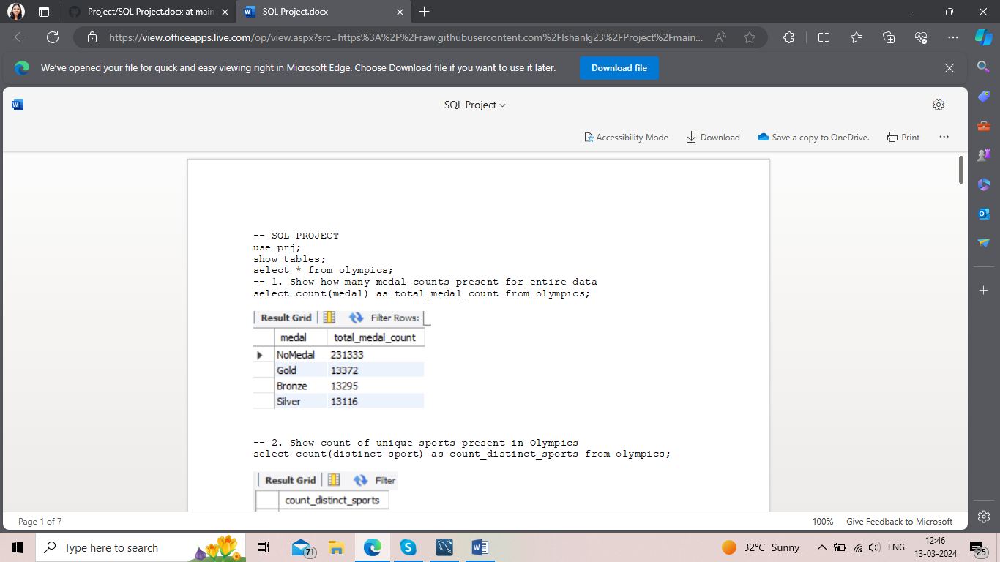 Project/SQL Project.docx at main
SQL Project.docx
https://view.officeapps.live.com/op/view.aspx?src=https%3A%2F%2Fraw.githubusercontent.com%2FIshankj23%2FProject%2Fmain...
We've opened your file for quick and easy viewing right in Microsoft Edge. Choose Download file if you want to use it later.
Download file
SQL Project
Accessibility Mode
Download
Save a copy to OneDrive.
Print
-- SQL PROJECT
use prj;
show tables;
select * from olympics;
-- 1. Show how many medal counts present for entire data
select count(medal) as total_medal_count from olympics;
Result Grid Filter Rows:
medal total_medal_count
NoMedal 231333
Gold 13372
Bronze 13295
Silver 13116
-- 2. Show count of unique sports present in Olympics
select count(distinct sport) as count_distinct_sports from olympics;
Result Grid Filter
count_distinct_sports
Page 1 of 7
100%
Give Feedback to Microsoft
Type here to search
71
32°C Sunny
ENG
12:46
13-03-2024
25